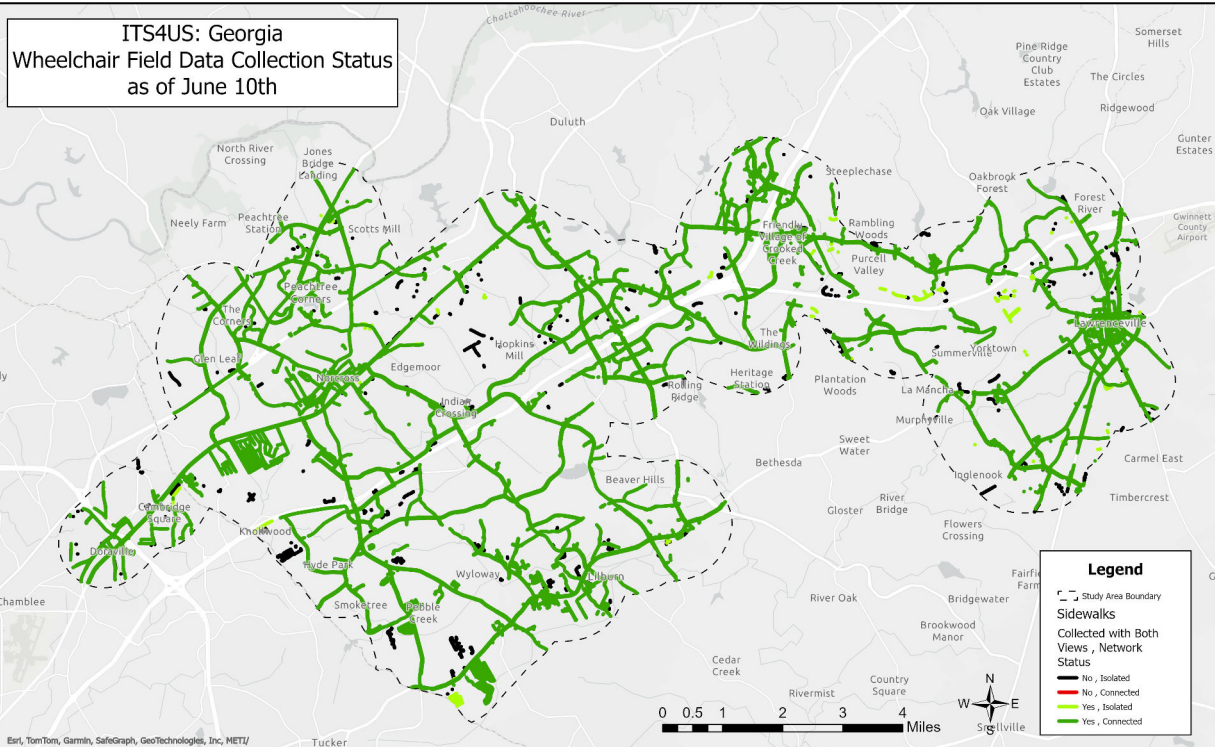 ITS4US: Georgia
Wheelchair Field Data Collection Status
as of June 10th
Chattahoochee River
Somerset
Hills
Pine Ridge
Country
Club
Estates
The Circles
Ridgewood
Oak Village
Duluth
Gunter
Estates
North River
Crossing
Jones
Bridge
Landing
Steeplechase
Oakbrook
Forest
Forest
River
Neely Farm
Peachtree
Station
Scotts Mill
Friendly
Village of
Crooked
Creek
Rambling
Woods
Gwinnett
County
Airport
Purcell
Valley
Peachtree
Corners
The
Corners
Lawrenceville
Hopkins
Mill
The
Wildings
Yorktown
Summerville
Glen Leaf
Edgemoor
Norcross
Heritage
Station
Plantation
Woods
Rolling
Ridge
La Mancha
Indian
Crossing
Murphyville
Sweet
Water
Bethesda
Carmel East
Inglenook
Beaver Hills
Timbercrest
River
Bridge
Gloster
Cambridge
Square
Flowers
Crossing
Knollwood
Doraville
Hyde Park
Wyloway
Lilburn
Fairfie
Farm
Chamblee
Smoketree
Pebble
Creek
River Oak
Bridgewater
Brookwood
Manor
Cedar
Creek
Country
Square
Rivermist
Snellville
Tucker
Legend
Study Area Boundary
Sidewalks
Collected with Both
Views , Network
Status
No , Isolated
No , Connected
Yes , Isolated
Yes , Connected
N
W
E
S
0 0.5 1 2 3 4
Miles
Esri, TomTom, Garmin, SafeGraph, GeoTechnologies, Inc, METI/